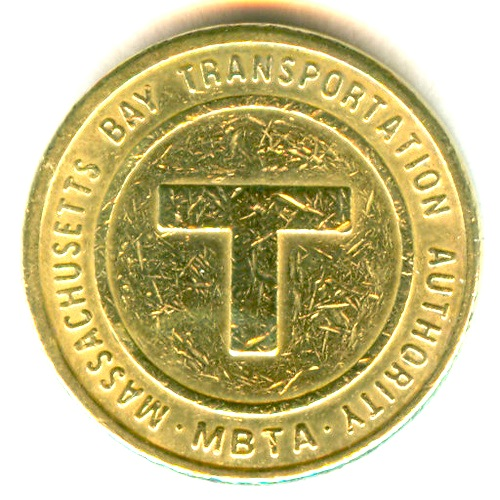 MASSACHUSETTS BAY TRANSPORTATION AUTHORITY
· MBTA ·
T